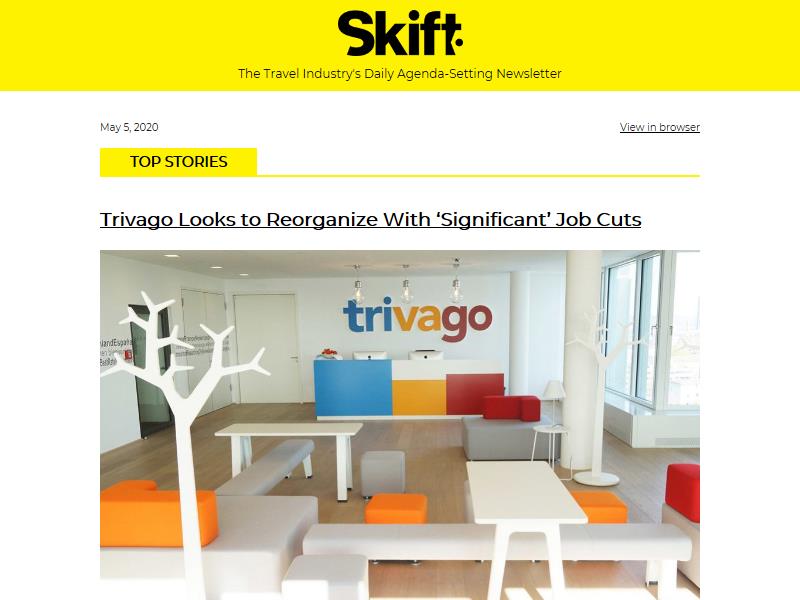 Skift
The Travel Industry's Daily Agenda-Setting Newsletter
May 5, 2020
View in browser
TOP STORIES
Trivago Looks to Reorganize With ‘Significant’ Job Cuts
trivago